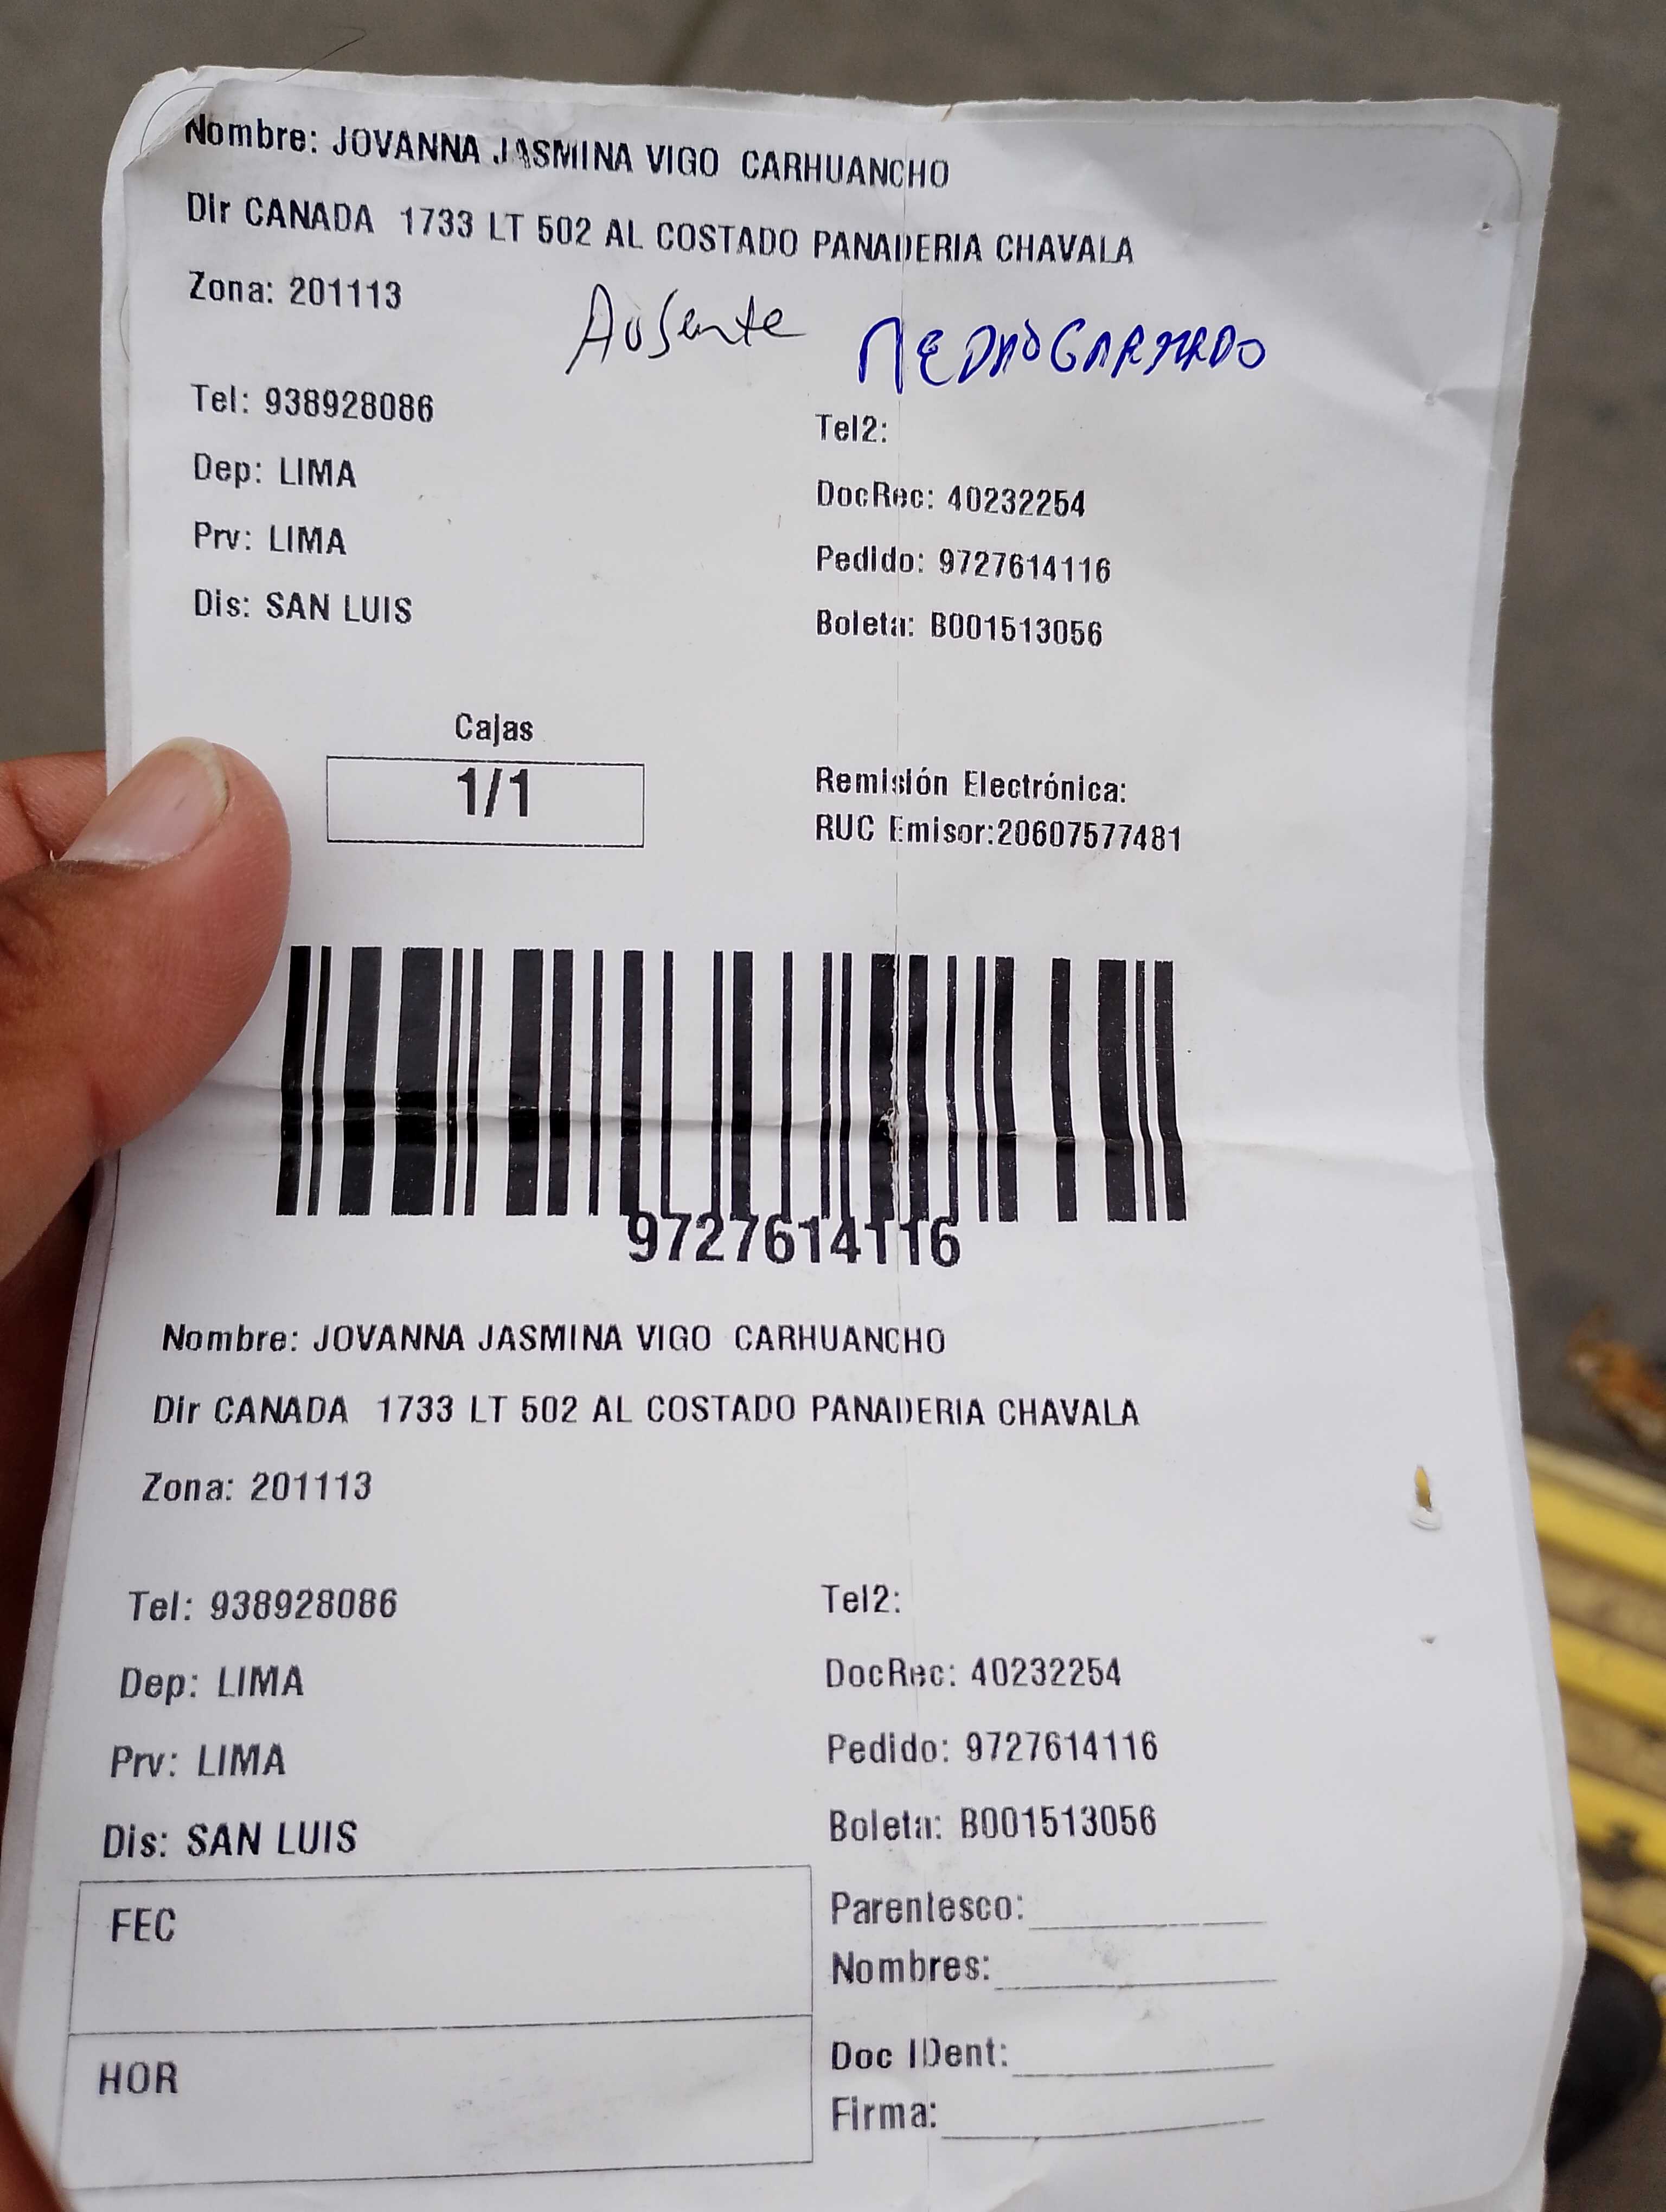 Nombre: JOVANNA JASMINA VIGO CARHUANCHO
Dir CANADA 1733 LT 502 AL COSTADO PANADERIA CHAVALA
Zona: 201113
Ausente
Tel: 938928086
Tel2:
Dep: LIMA
DocRec: 40232254
Prv: LIMA
Pedido: 9727614116
Dis: SAN LUIS
Boleta: B001513056
Cajas
1/1
Remisión Electrónica:
RUC Emisor:20607577481
9727614116
Nombre: JOVANNA JASMINA VIGO CARHUANCHO
Dir CANADA 1733 LT 502 AL COSTADO PANADERIA CHAVALA
Zona: 201113
Tel: 938928086
Tel2:
Dep: LIMA
DocRec: 40232254
Prv: LIMA
Pedido: 9727614116
Dis: SAN LUIS
Boleta: B001513056
FEC
Parentesco:
Nombres:
HOR
Doc IDent:
Firma: